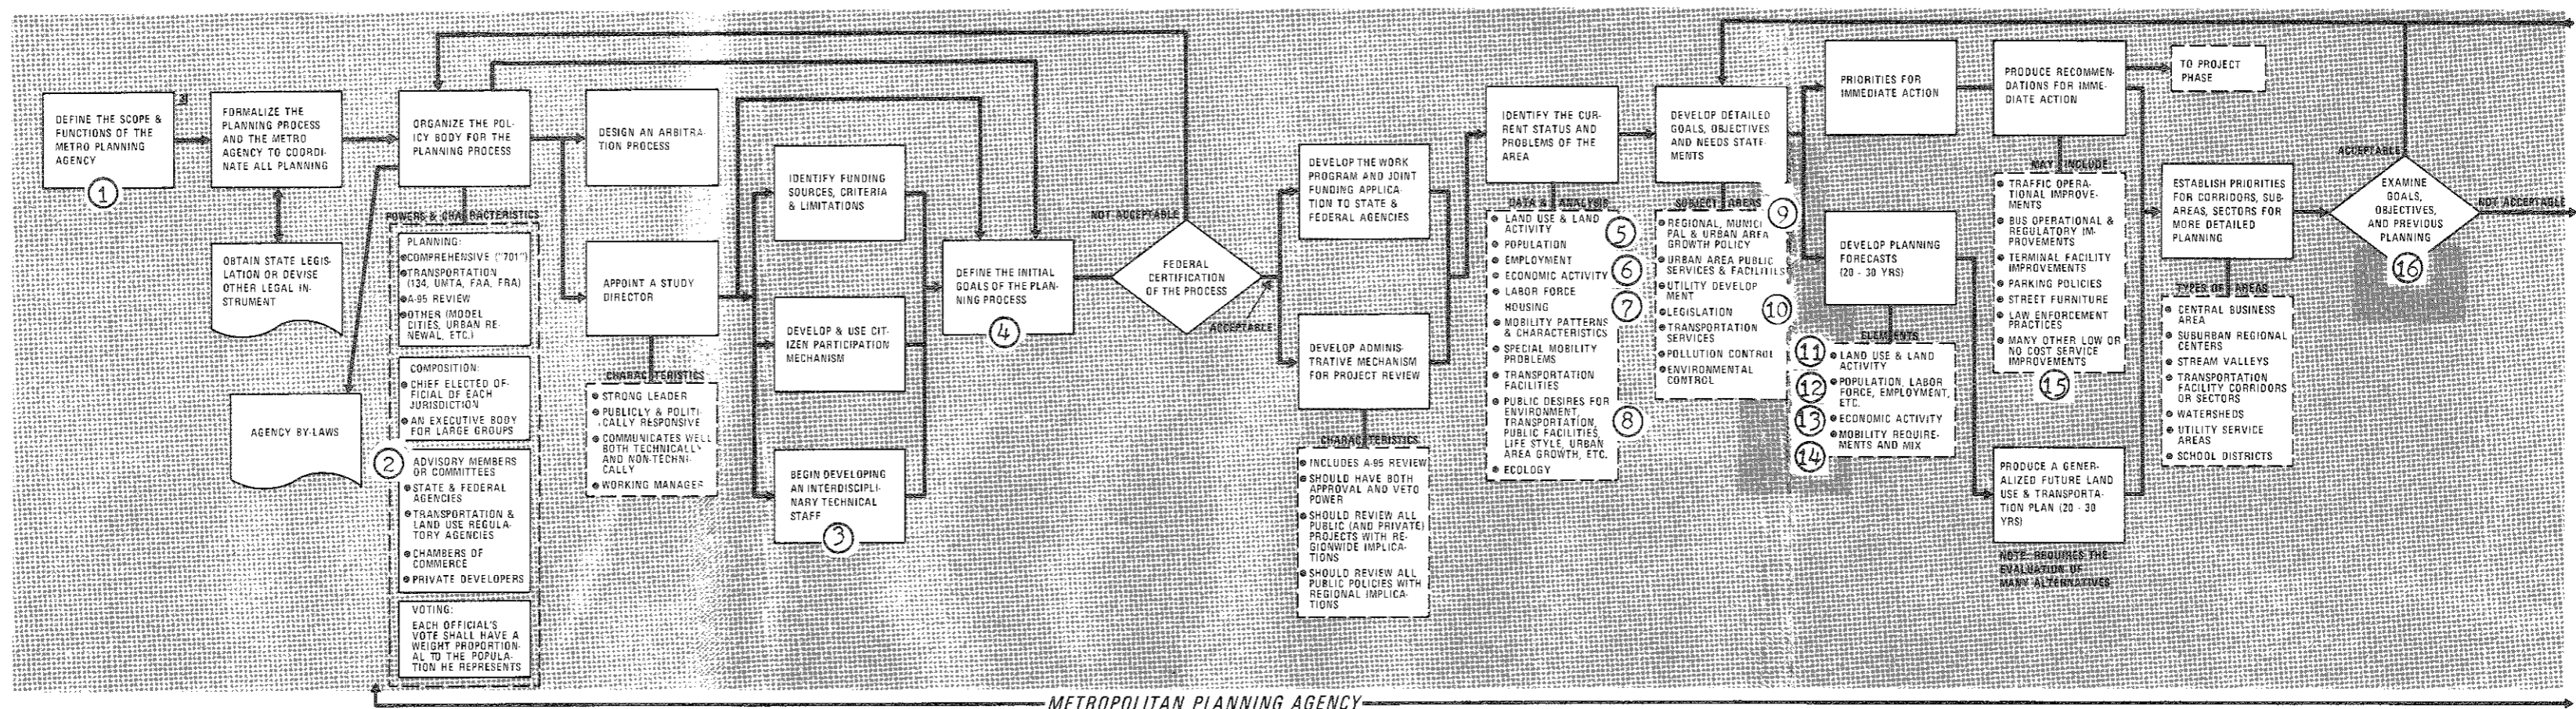 DEFINE THE SCOPE &
FUNCTIONS OF THE
METRO PLANNING
AGENCY
1
FORMALIZE THE
PLANNING PROCESS
AND THE METRO
AGENCY TO COORDI-
NATE ALL PLANNING
OBTAIN STATE LEGIS-
LATION OR DEVISE
OTHER LEGAL IN-
STRUMENT
AGENCY BY-LAWS
ORGANIZE THE POL-
ICY BODY FOR THE
PLANNING PROCESS
POWERS & CHARACTERISTICS
PLANNING:
COMPREHENSIVE ("701")
TRANSPORTATION
(134, UMTA, FAA, FRA)
A-95 REVIEW
OTHER (MODEL
CITIES, URBAN RE-
NEWAL, ETC.)
COMPOSITION:
CHIEF ELECTED OF-
FICIAL OF EACH
JURISDICTION
AN EXECUTIVE BODY
FOR LARGE GROUPS
2
ADVISORY MEMBERS
OR COMMITTEES
STATE & FEDERAL
AGENCIES
TRANSPORTATION &
LAND USE REGULA-
TORY AGENCIES
CHAMBERS OF
COMMERCE
PRIVATE DEVELOPERS
VOTING:
EACH OFFICIAL'S
VOTE SHALL HAVE A
WEIGHT PROPORTION-
AL TO THE POPULA-
TION HE REPRESENTS
DESIGN AN ARBITRA-
TION PROCESS
APPOINT A STUDY
DIRECTOR
CHARACTERISTICS
STRONG LEADER
PUBLICLY & POLITI-
CALLY RESPONSIVE
COMMUNICATES WELL
BOTH TECHNICALLY
AND NON-TECHNI-
CALLY
WORKING MANAGER
IDENTIFY FUNDING
SOURCES, CRITERIA
& LIMITATIONS
DEVELOP & USE CIT-
IZEN PARTICIPATION
MECHANISM
BEGIN DEVELOPING
AN INTERDISCIPLI-
NARY TECHNICAL
STAFF
3
DEFINE THE INITIAL
GOALS OF THE PLAN-
NING PROCESS
4
NOT ACCEPTABLE
FEDERAL
CERTIFICATION
OF THE PROCESS
ACCEPTABLE
DEVELOP THE WORK
PROGRAM AND JOINT
FUNDING APPLICA-
TION TO STATE &
FEDERAL AGENCIES
DEVELOP ADMINIS-
TRATIVE MECHANISM
FOR PROJECT REVIEW
CHARACTERISTICS
INCLUDES A-95 REVIEW
SHOULD HAVE BOTH
APPROVAL AND VETO
POWER
SHOULD REVIEW ALL
PUBLIC (AND PRIVATE)
PROJECTS WITH RE-
GIONWIDE IMPLICA-
TIONS
SHOULD REVIEW ALL
PUBLIC POLICIES WITH
REGIONAL IMPLICA-
TIONS
IDENTIFY THE CUR-
RENT STATUS AND
PROBLEMS OF THE
AREA
DATA & ANALYSIS
LAND USE & LAND
ACTIVITY
5
POPULATION
EMPLOYMENT
6
ECONOMIC ACTIVITY
LABOR FORCE
7
HOUSING
MOBILITY PATTERNS
& CHARACTERISTICS
SPECIAL MOBILITY
PROBLEMS
TRANSPORTATION
FACILITIES
PUBLIC DESIRES FOR
ENVIRONMENT,
TRANSPORTATION,
PUBLIC FACILITIES,
LIFE STYLE, URBAN
AREA GROWTH, ETC.
8
ECOLOGY
DEVELOP DETAILED
GOALS, OBJECTIVES
AND NEEDS STATE-
MENTS
SUBJECT AREAS
9
REGIONAL, MUNICI
PAL & URBAN AREA
GROWTH POLICY
URBAN AREA PUBLIC
SERVICES & FACILITIES
UTILITY DEVELOP
MENT
10
LEGISLATION
TRANSPORTATION
SERVICES
POLLUTION CONTROL
ENVIRONMENTAL
CONTROL
PRIORITIES FOR
IMMEDIATE ACTION
DEVELOP PLANNING
FORECASTS
(20 - 30 YRS)
ELEMENTS
11
LAND USE & LAND
ACTIVITY
12
POPULATION, LABOR
FORCE, EMPLOYMENT,
ETC.
13
ECONOMIC ACTIVITY
MOBILITY REQUIRE-
MENTS AND MIX
14
PRODUCE RECOMMEN-
DATIONS FOR IMME-
DIATE ACTION
TO PROJECT
PHASE
MAY INCLUDE
TRAFFIC OPERA-
TIONAL IMPROVE-
MENTS
BUS OPERATIONAL &
REGULATORY IM-
PROVEMENTS
TERMINAL FACILITY
IMPROVEMENTS
PARKING POLICIES
STREET FURNITURE
LAW ENFORCEMENT
PRACTICES
MANY OTHER LOW OR
NO COST SERVICE
IMPROVEMENTS
15
PRODUCE A GENER-
ALIZED FUTURE LAND
USE & TRANSPORTA-
TION PLAN (20 - 30
YRS)
NOTE: REQUIRES THE
EVALUATION OF
MANY ALTERNATIVES
ESTABLISH PRIORITIES
FOR CORRIDORS, SUB-
AREAS, SECTORS FOR
MORE DETAILED
PLANNING
TYPES OF AREAS
CENTRAL BUSINESS
AREA
SUBURBAN REGIONAL
CENTERS
STREAM VALLEYS
TRANSPORTATION
FACILITY CORRIDORS
OR SECTORS
WATERSHEDS
UTILITY SERVICE
AREAS
SCHOOL DISTRICTS
ACCEPTABLE
EXAMINE
GOALS,
OBJECTIVES,
AND PREVIOUS
PLANNING
16
NOT ACCEPTABLE
METROPOLITAN PLANNING AGENCY